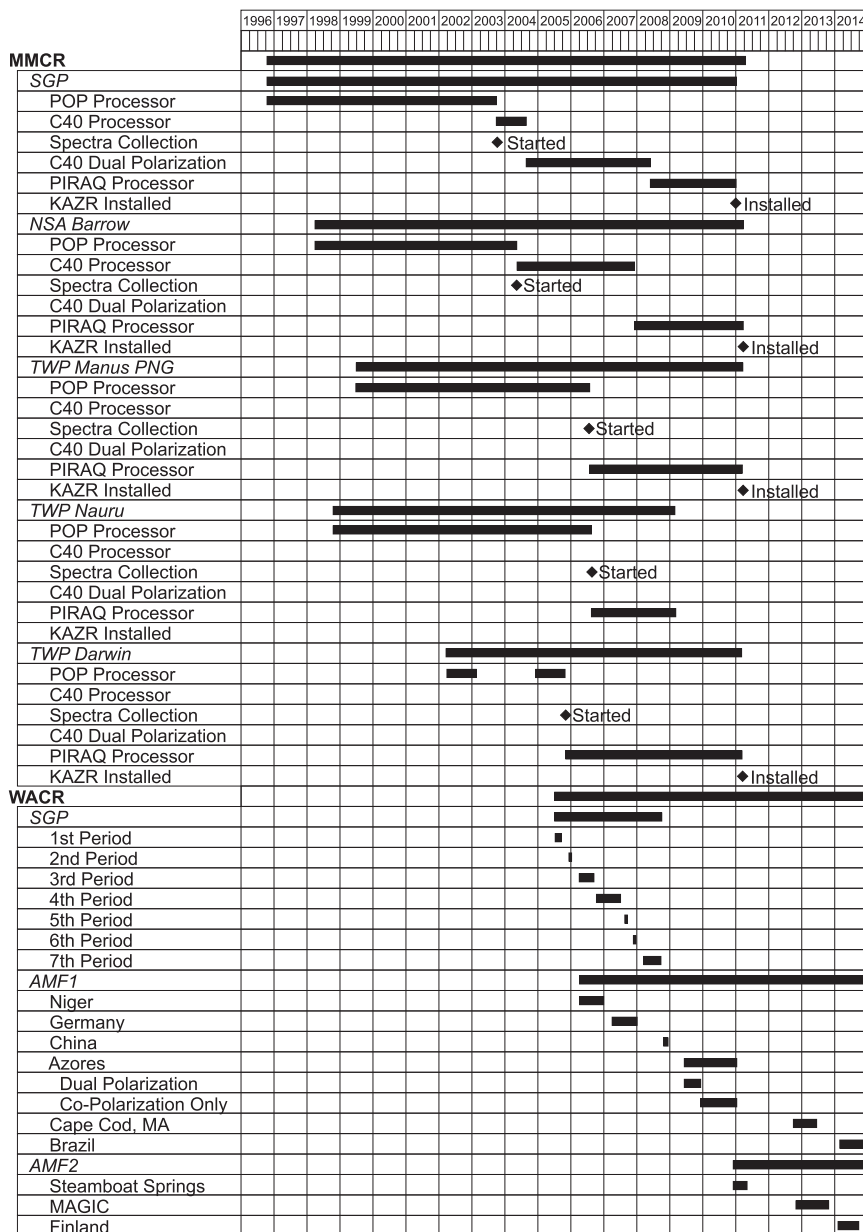 1996 1997 1998 1999 2000 2001 2002 2003 2004 2005 2006 2007 2008 2009 2010 2011 2012 2013 2014
MMCR
SGP
POP Processor
C40 Processor
Spectra Collection Started
C40 Dual Polarization
PIRAQ Processor
KAZR Installed Installed
NSA Barrow
POP Processor
C40 Processor
Spectra Collection Started
C40 Dual Polarization
PIRAQ Processor
KAZR Installed Installed
TWP Manus PNG
POP Processor
C40 Processor
Spectra Collection Started
C40 Dual Polarization
PIRAQ Processor
KAZR Installed Installed
TWP Nauru
POP Processor
C40 Processor
Spectra Collection Started
C40 Dual Polarization
PIRAQ Processor
KAZR Installed
TWP Darwin
POP Processor
C40 Processor
Spectra Collection Started
C40 Dual Polarization
PIRAQ Processor
KAZR Installed Installed
WACR
SGP
1st Period
2nd Period
3rd Period
4th Period
5th Period
6th Period
7th Period
AMF1
Niger
Germany
China
Azores
Dual Polarization
Co-Polarization Only
Cape Cod, MA
Brazil
AMF2
Steamboat Springs
MAGIC
Finland